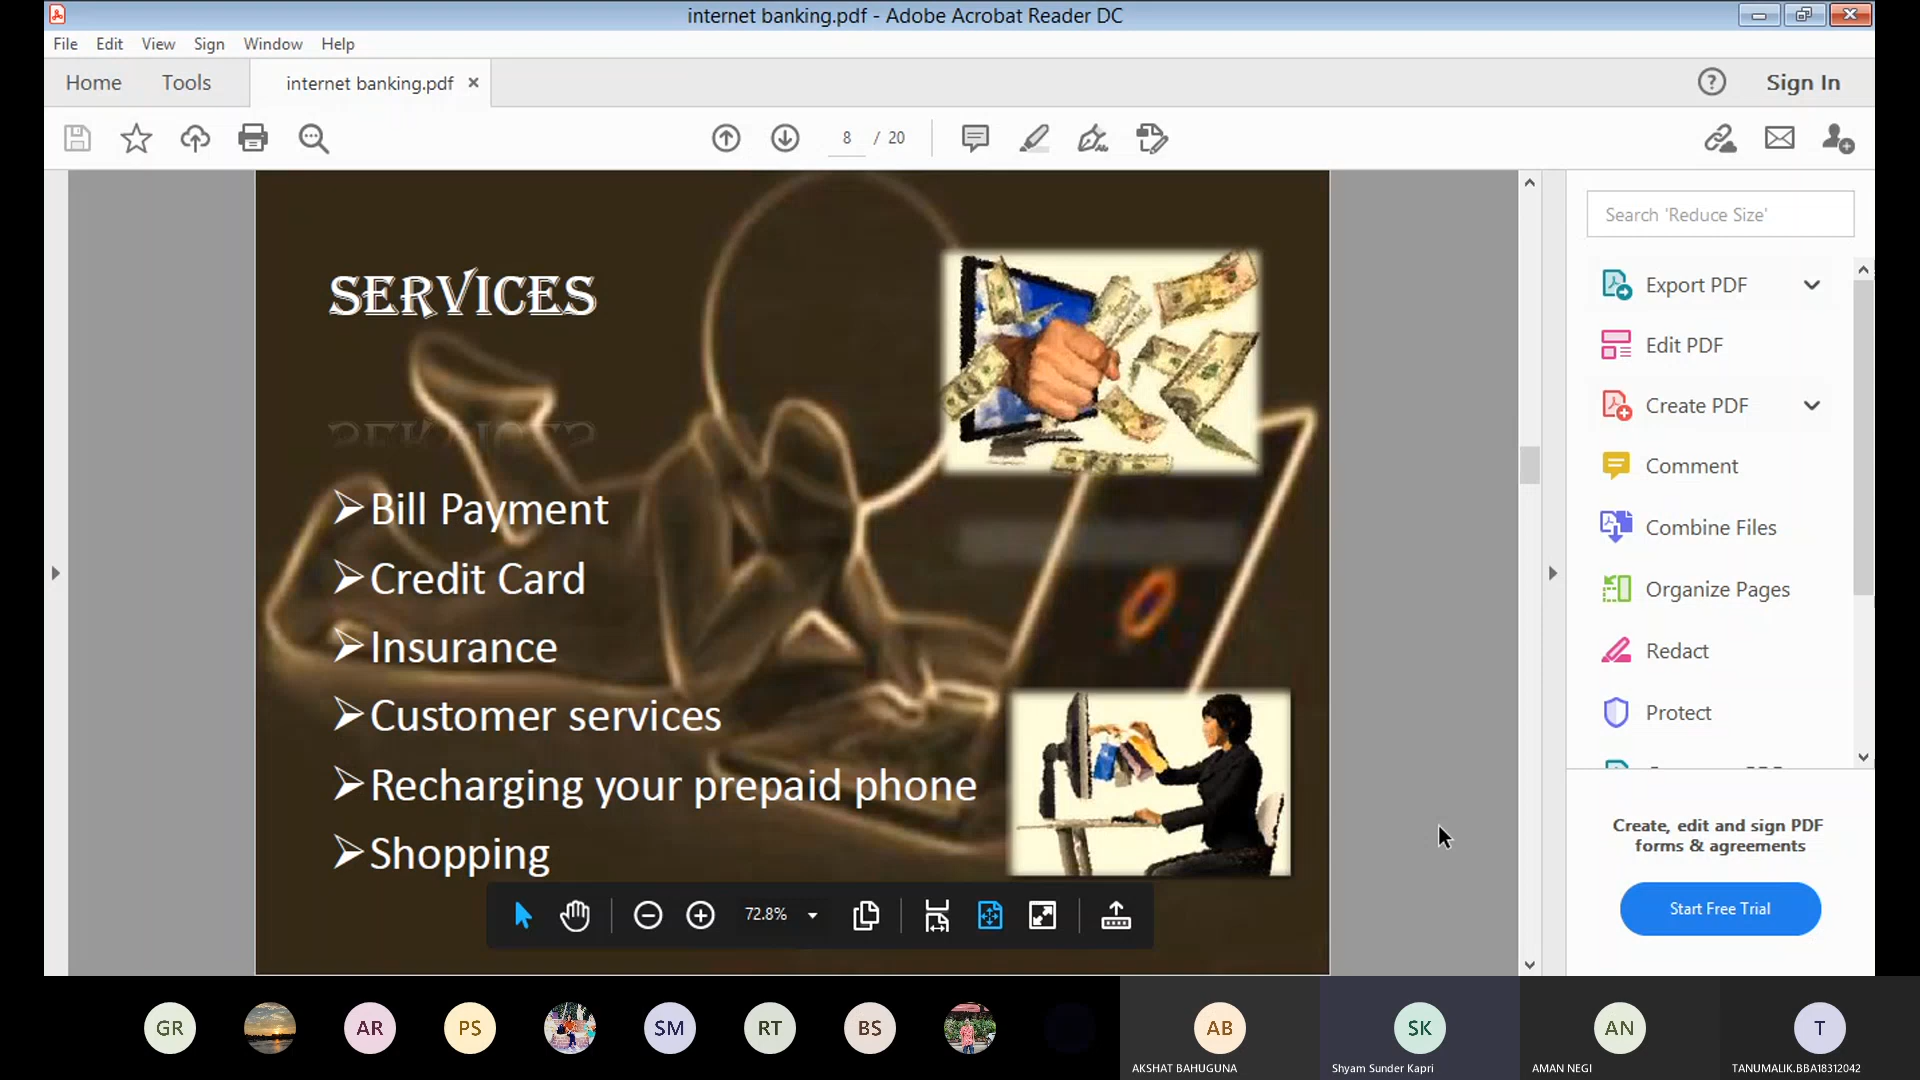 internet banking.pdf - Adobe Acrobat Reader DC
File Edit View Sign Window Help
Home Tools internet banking.pdf × Sign In
8 / 20
Search 'Reduce Size'
Export PDF
Edit PDF
Create PDF
Comment
Combine Files
Organize Pages
Redact
Protect
Create, edit and sign PDF
forms & agreements
Start Free Trial
SERVICES
Bill Payment
Credit Card
Insurance
Customer services
Recharging your prepaid phone
Shopping
72.8%
GR AR PS SM RT BS AB SK AN T
AKSHAT BAHUGUNA Shyam Sunder Kapri AMAN NEGI TANUMALIK.BBA18312042